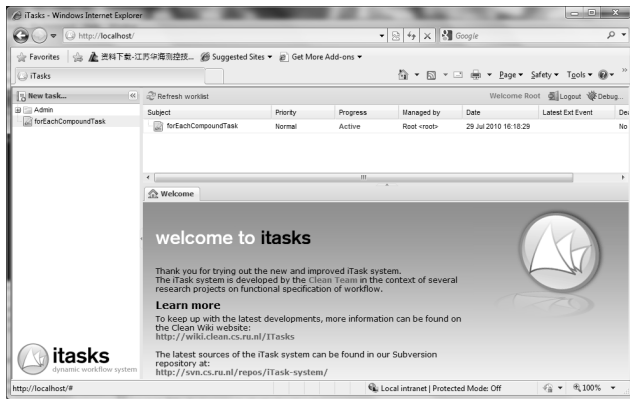 iTasks - Windows Internet Explorer
http://localhost/
Google
Favorites 资料下载-江苏华海测控技... Suggested Sites Get More Add-ons
iTasks
Page Safety Tools
New task... Refresh worklist Welcome Root Logout Debug...
Admin
forEachCompoundTask
Subject Priority Progress Managed by Date Latest Ext Event Dea
forEachCompoundTask Normal Active Root <root> 29 Jul 2010 16:18:29 No
Welcome
welcome to itasks
Thank you for trying out the new and improved iTask system.
The iTask system is developed by the Clean Team in the context of several
research projects on functional specification of workflow.
Learn more
To keep up with the latest developments, more information can be found on
the Clean Wiki website:
http://wiki.clean.cs.ru.nl/ITasks
The latest sources of the iTask system can be found in our Subversion
repository at:
http://svn.cs.ru.nl/repos/iTask-system/
itasks
dynamic workflow system
http://localhost/# Local intranet | Protected Mode: Off 100%